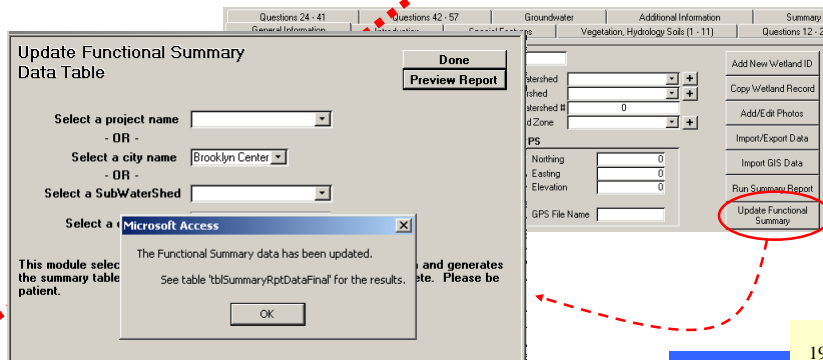 Questions 24 - 41
Questions 42 - 57
Groundwater
Additional Information
Summary
General Information
Introduction
Special Features
Vegetation, Hydrology Soils (1 - 11)
Questions 12 - 2
Update Functional Summary
Data Table
Done
Preview Report
Select a project name
- OR -
Select a city name
Brooklyn Center
- OR -
Select a SubWaterShed
Select a
Microsoft Access
The Functional Summary data has been updated.
See table 'tblSummaryRptDataFinal' for the results.
OK
This module selec
and generates
the summary table
ete. Please be
patient.
atershed
rshed
atershed # 0
d Zone
PS
Northing 0
Easting 0
Elevation 0
GPS File Name
Add New Wetland ID
Copy Wetland Record
Add/Edit Photos
Import/Export Data
Import GIS Data
Run Summary Report
Update Functional
Summary
19